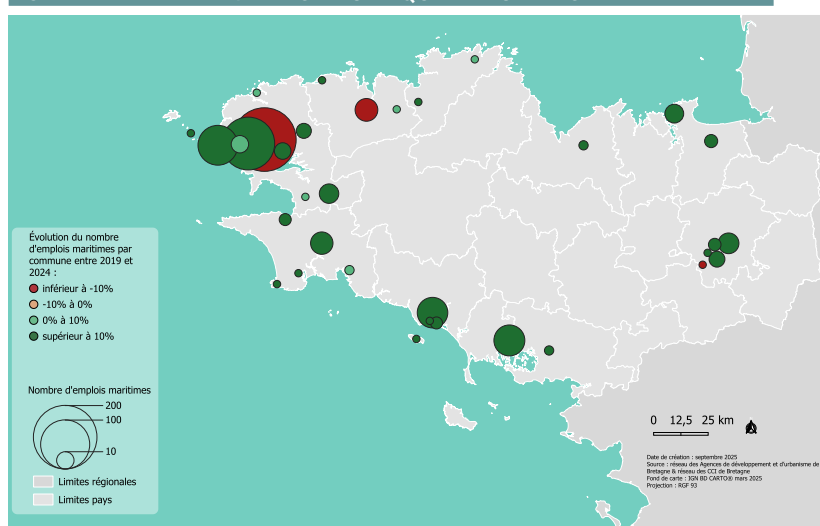 Évolution du nombre
d'emplois maritimes par
commune entre 2019 et
2024 :
inférieur à -10%
-10% à 0%
0% à 10%
supérieur à 10%
Nombre d'emplois maritimes
200
100
10
Limites régionales
Limites pays
0 12,5 25 km
Date de création : septembre 2025
Source : réseau des Agences de développement et d'urbanisme de
Bretagne & réseau des CCI de Bretagne
Fond de carte : IGN BD CARTO® mars 2025
Projection : RGF 93